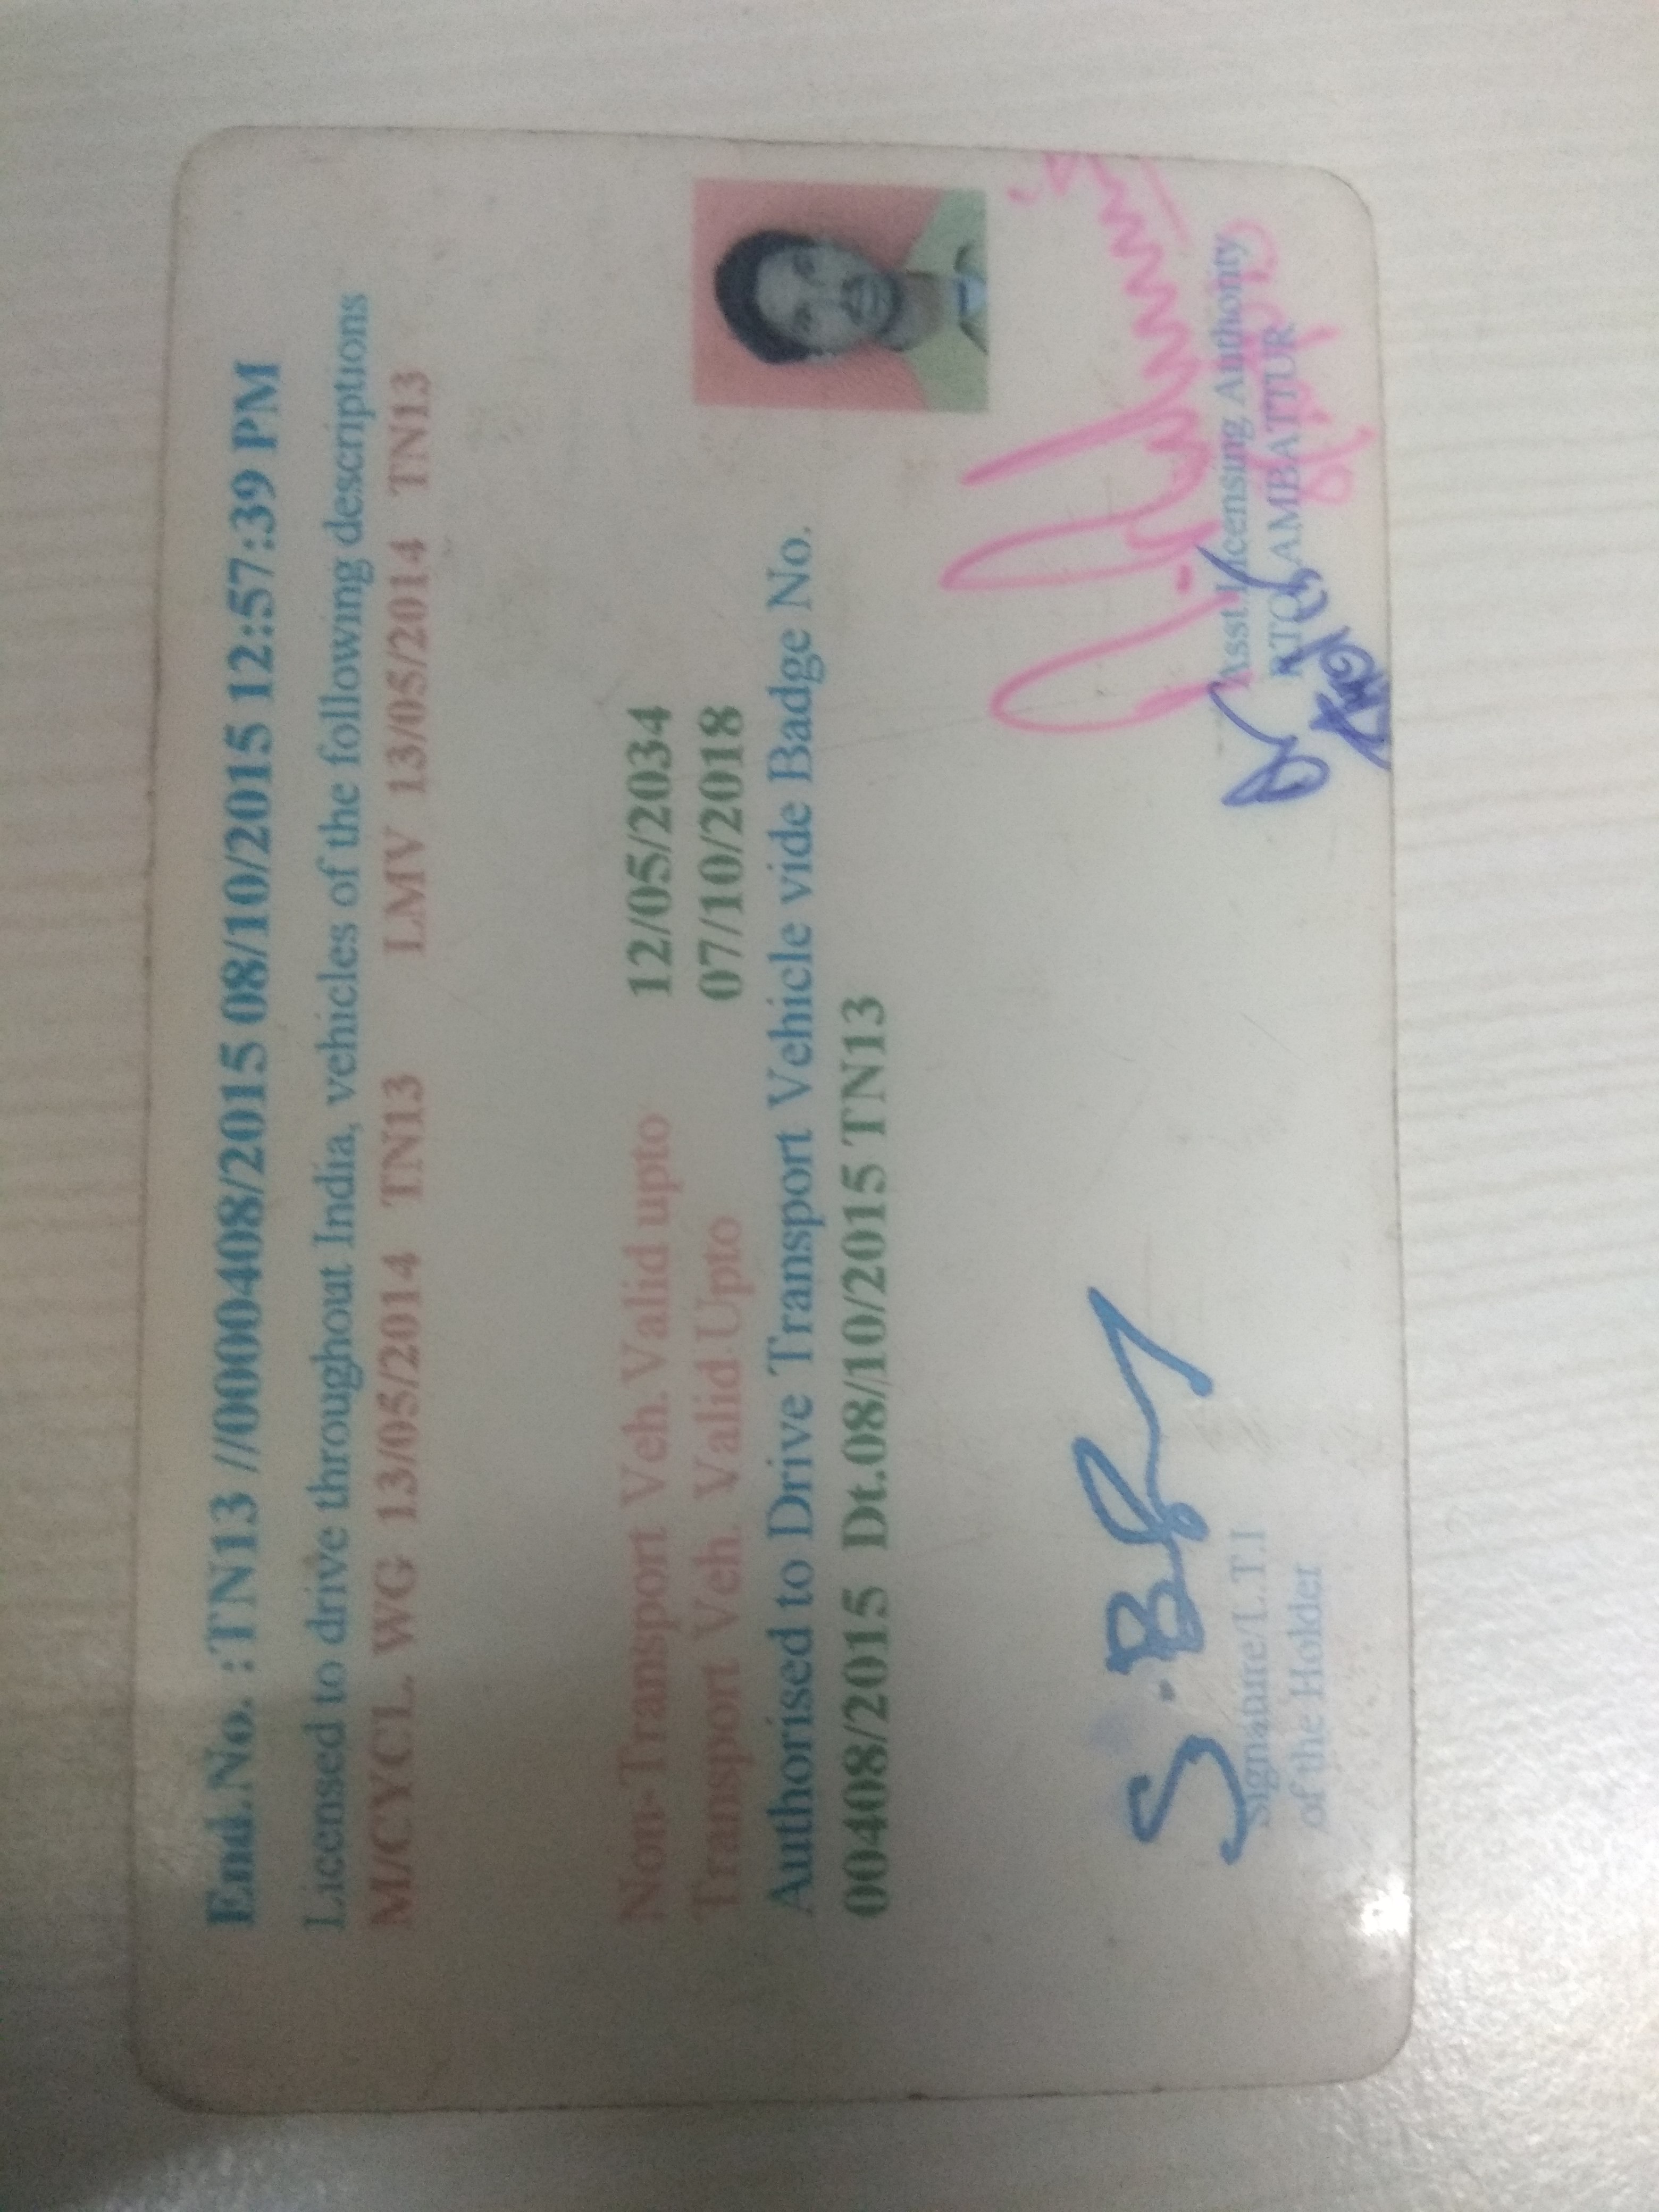 End.No. :TN13 //0000408/2015 08/10/2015 12:57:39 PM
Licensed to drive throughout India, vehicles of the following descriptions
M/CYCL. WG 13/05/2014 TN13 LMV 13/05/2014 TN13
Non-Transport Veh. Valid upto 12/05/2034
Transport Veh. Valid Upto 07/10/2018
Authorised to Drive Transport Vehicle vide Badge No.
00408/2015 Dt.08/10/2015 TN13
Signature/L.T.I
of the Holder
Asst.Licensing Authority
RTO, AMBATTUR